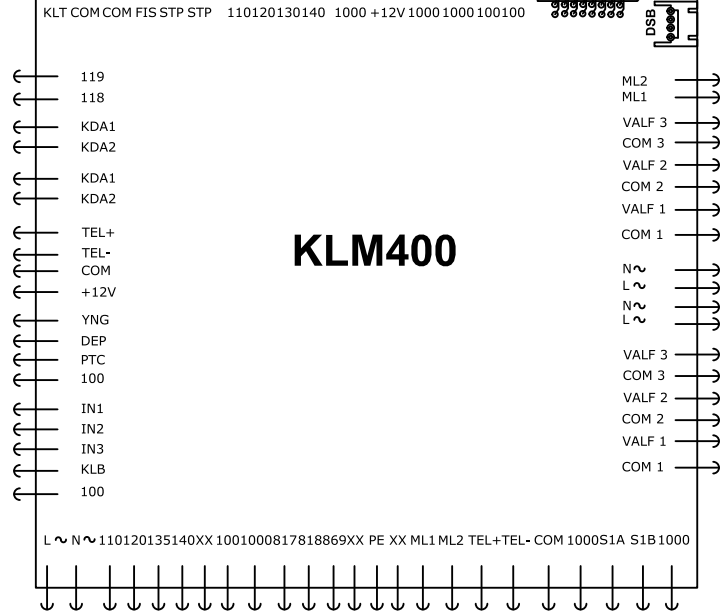 KLT COM COM FIS STP STP 110120130140 1000 +12V 1000 1000 100100
DSB
119
118
KDA1
KDA2
KDA1
KDA2
TEL+
TEL-
COM
+12V
YNG
DEP
PTC
100
IN1
IN2
IN3
KLB
100
KLM400
ML2
ML1
VALF 3
COM 3
VALF 2
COM 2
VALF 1
COM 1
N~
L~
N~
L~
VALF 3
COM 3
VALF 2
COM 2
VALF 1
COM 1
L ~ N ~ 110120135140XX 1001000817818869XX PE XX ML1 ML2 TEL+TEL- COM 1000S1A S1B1000